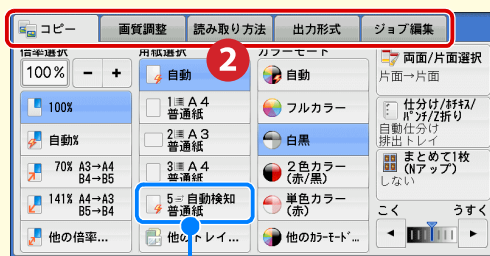 コピー
画質調整
読み取り方法
出力形式
ジョブ編集
倍率選択
100%
-
+
100%
自動%
70% A3→A4
B4→B5
141% A4→A3
B5→B4
他の倍率...
用紙選択
2
自動
1 A4
普通紙
2 A3
普通紙
3 A4
普通紙
5 自動検知
普通紙
他のトレイ...
カラーモード
自動
フルカラー
白黒
2色カラー
(赤/黒)
単色カラー
(赤)
他のカラーモード...
両面/片面選択
片面→片面
仕分け/ホチキス/
パンチ/Z折り
自動仕分け
排出トレイ
まとめて1枚
(Nアップ)
しない
こく
うすく